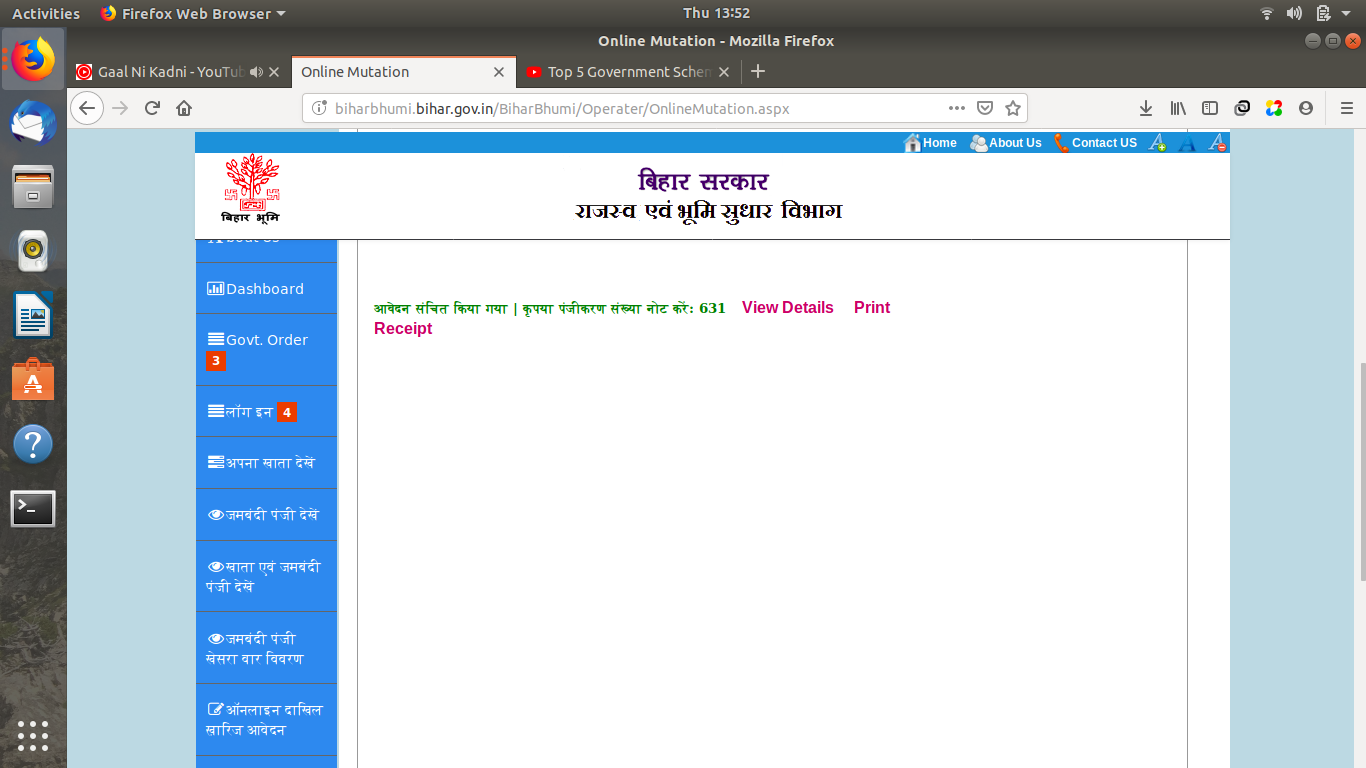 Activities Firefox Web Browser Thu 13:52
Online Mutation - Mozilla Firefox
Gaal Ni Kadni - YouTub Online Mutation Top 5 Government Schem
biharbhumi.bihar.gov.in/BiharBhumi/Operater/OnlineMutation.aspx
Home About Us Contact US
बिहार सरकार
राजस्व एवं भूमि सुधार विभाग
बिहार भूमि
Dashboard
Govt. Order
3
लॉग इन 4
अपना खाता देखें
जमबंदी पंजी देखें
खाता एवं जमबंदी
पंजी देखें
जमबंदी पंजी
खेसरा वार विवरण
ऑनलाइन दाखिल
खारिज आवेदन
आवेदन संचित किया गया | कृपया पंजीकरण संख्या नोट करें: 631 View Details Print
Receipt